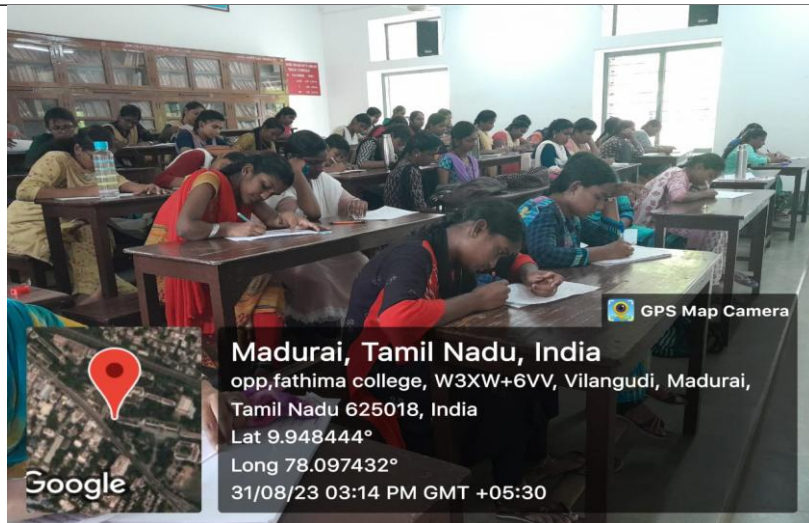 GPS Map Camera
Madurai, Tamil Nadu, India
opp,fathima college, W3XW+6VV, Vilangudi, Madurai,
Tamil Nadu 625018, India
Lat 9.948444°
Long 78.097432°
31/08/23 03:14 PM GMT +05:30
Google